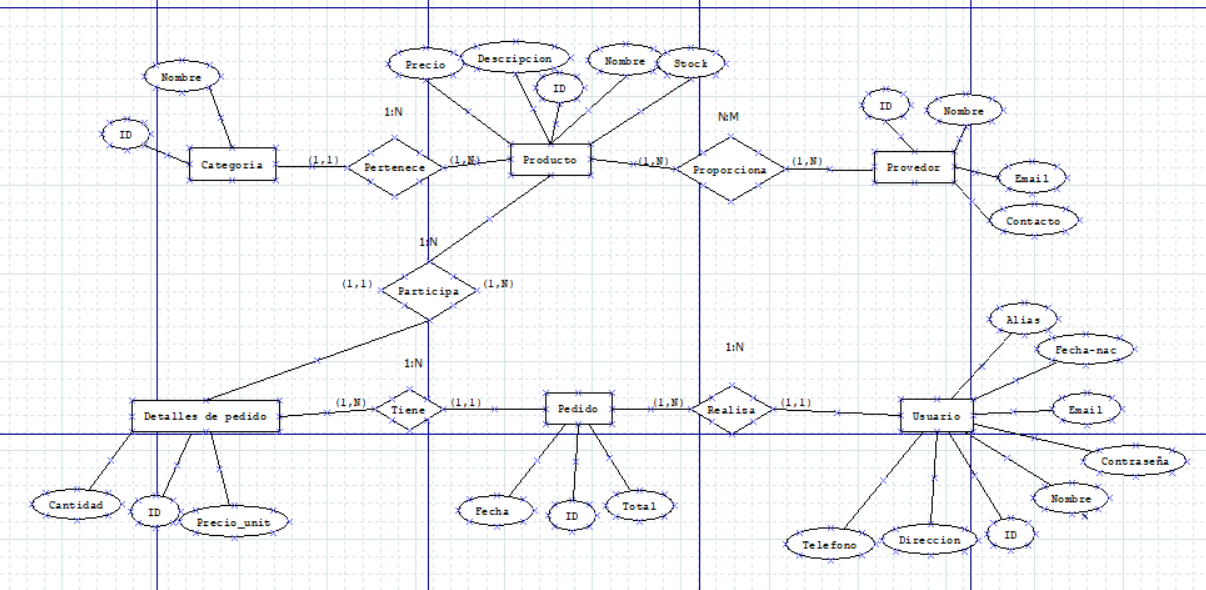 Precio
Descripcion
Nombre
Stock
Nombre
ID
ID
Nombre
1:N
N:M
ID
Categoria
(1,1)
Pertenece
(1,N)
Producto
(1,N)
Proporciona
(1,N)
Provedor
Email
Contacto
1:N
(1,1)
Participa
(1,N)
Alias
Fecha-nac
1:N
1:N
Detalles de pedido
(1,N)
Tiene
(1,1)
Pedido
(1,N)
Realiza
(1,1)
Usuario
Email
Contraseña
Cantidad
ID
Precio_unit
Fecha
ID
Total
Nombre
Telefono
Direccion
ID